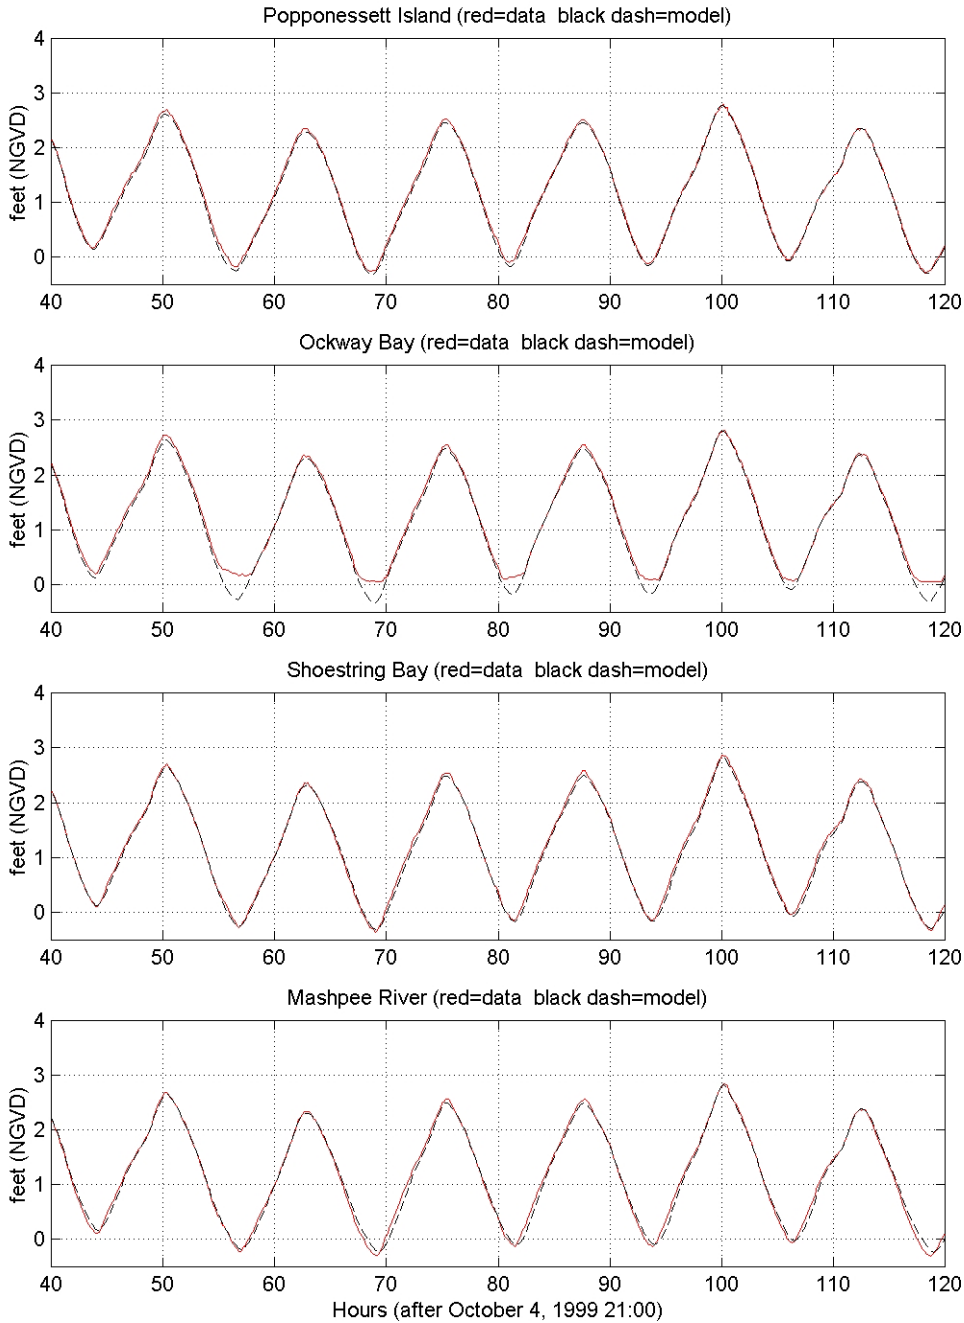 Popponessett Island (red=data  black dash=model)
4
3
2
1
0
feet (NGVD)
40 50 60 70 80 90 100 110 120
Ockway Bay (red=data  black dash=model)
4
3
2
1
0
feet (NGVD)
40 50 60 70 80 90 100 110 120
Shoestring Bay (red=data  black dash=model)
4
3
2
1
0
feet (NGVD)
40 50 60 70 80 90 100 110 120
Mashpee River (red=data  black dash=model)
4
3
2
1
0
feet (NGVD)
40 50 60 70 80 90 100 110 120
Hours (after October 4, 1999 21:00)